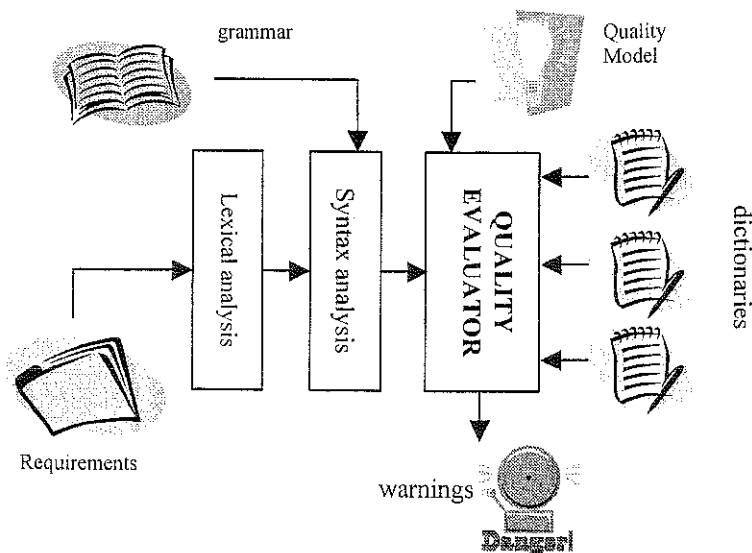 grammar
Quality
Model
Lexical analysis
Syntax analysis
QUALITY
EVALUATOR
dictionaries
Requirements
warnings
Danger!